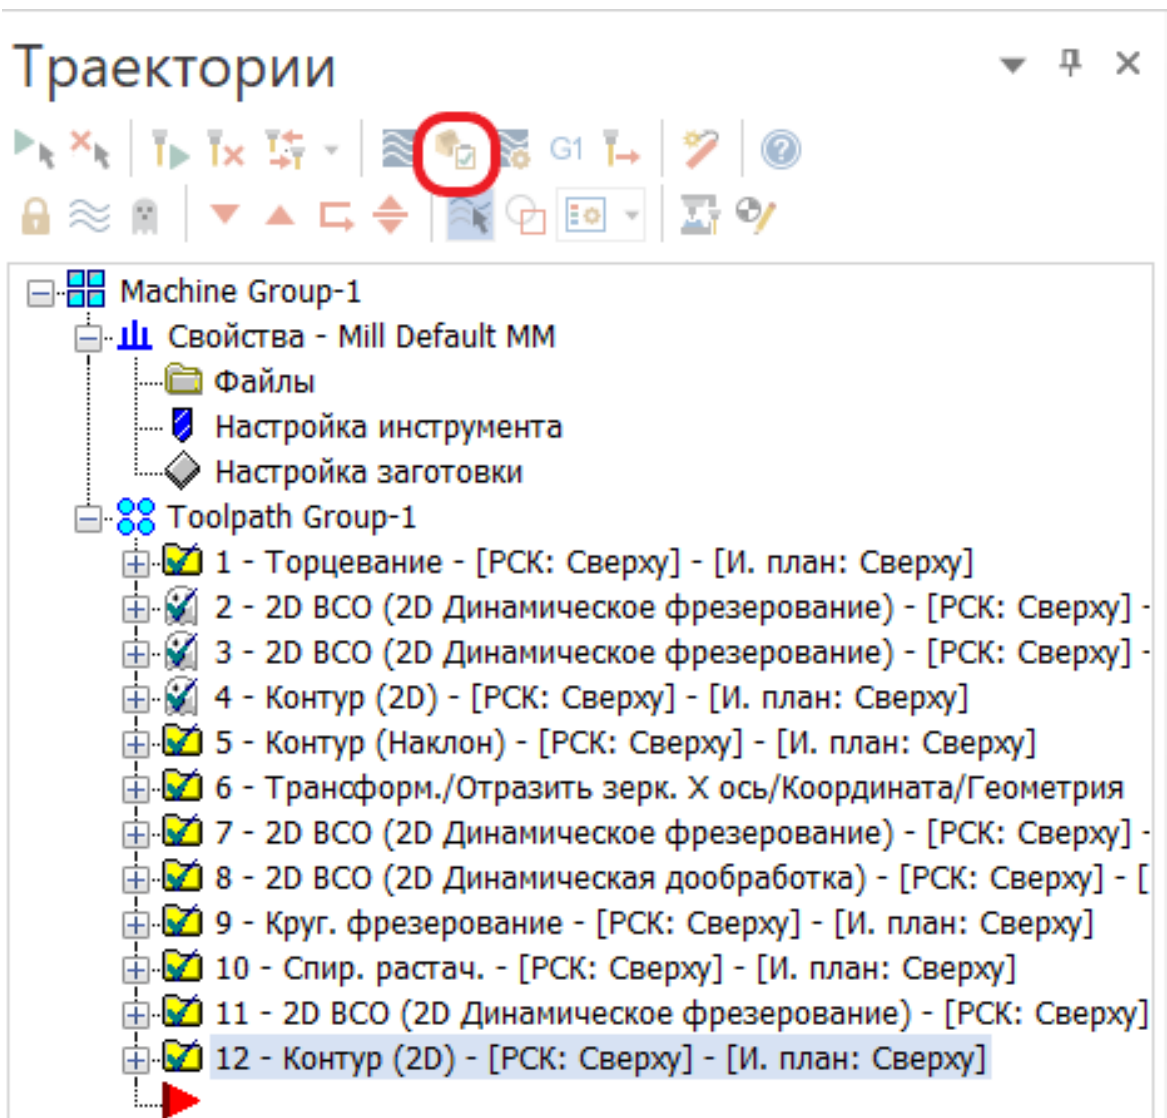 Траектории
G1
Machine Group-1
Свойства - Mill Default MM
Файлы
Настройка инструмента
Настройка заготовки
Toolpath Group-1
1 - Торцевание - [РСК: Сверху] - [И. план: Сверху]
2 - 2D ВСО (2D Динамическое фрезерование) - [РСК: Сверху] -
3 - 2D ВСО (2D Динамическое фрезерование) - [РСК: Сверху] -
4 - Контур (2D) - [РСК: Сверху] - [И. план: Сверху]
5 - Контур (Наклон) - [РСК: Сверху] - [И. план: Сверху]
6 - Трансформ./Отразить зерк. X ось/Координата/Геометрия
7 - 2D ВСО (2D Динамическое фрезерование) - [РСК: Сверху] -
8 - 2D ВСО (2D Динамическая дообработка) - [РСК: Сверху] - [
9 - Круг. фрезерование - [РСК: Сверху] - [И. план: Сверху]
10 - Спир. растач. - [РСК: Сверху] - [И. план: Сверху]
11 - 2D ВСО (2D Динамическое фрезерование) - [РСК: Сверху]
12 - Контур (2D) - [РСК: Сверху] - [И. план: Сверху]